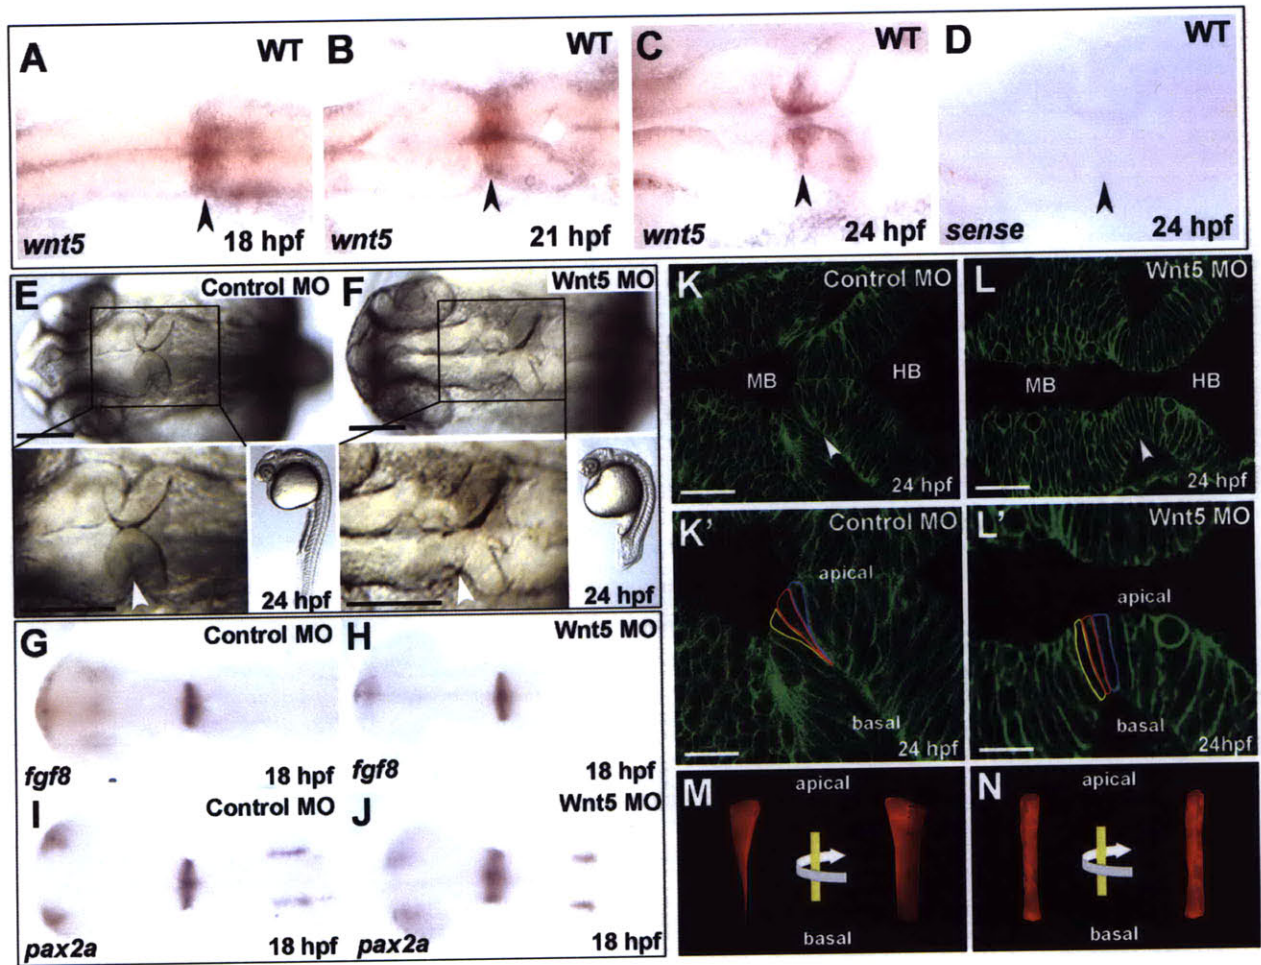 A WT
wnt5 18 hpf
B WT
wnt5 21 hpf
C WT
wnt5 24 hpf
D WT
sense 24 hpf
E Control MO
24 hpf
F Wnt5 MO
24 hpf
G Control MO
fgf8 18 hpf
H Wnt5 MO
fgf8 18 hpf
I Control MO
pax2a 18 hpf
J Wnt5 MO
pax2a 18 hpf
K Control MO
MB HB
24 hpf
L Wnt5 MO
MB HB
24 hpf
K' Control MO
apical
basal
24 hpf
L' Wnt5 MO
apical
basal
24hpf
M apical
basal
N apical
basal